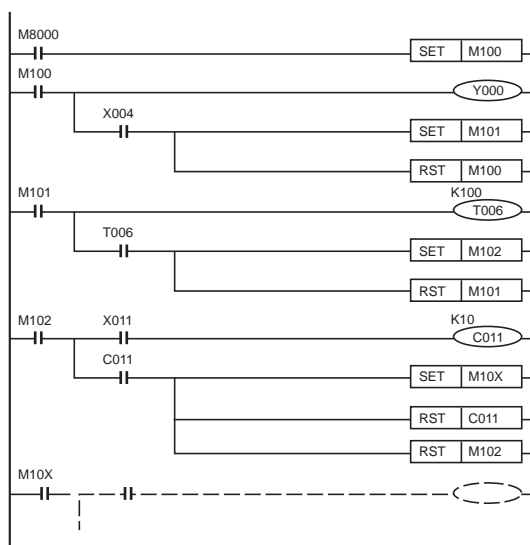 M8000
SET M100
M100
Y000
X004
SET M101
RST M100
M101
K100
T006
T006
SET M102
RST M101
M102
X011
K10
C011
C011
SET M10X
RST C011
RST M102
M10X